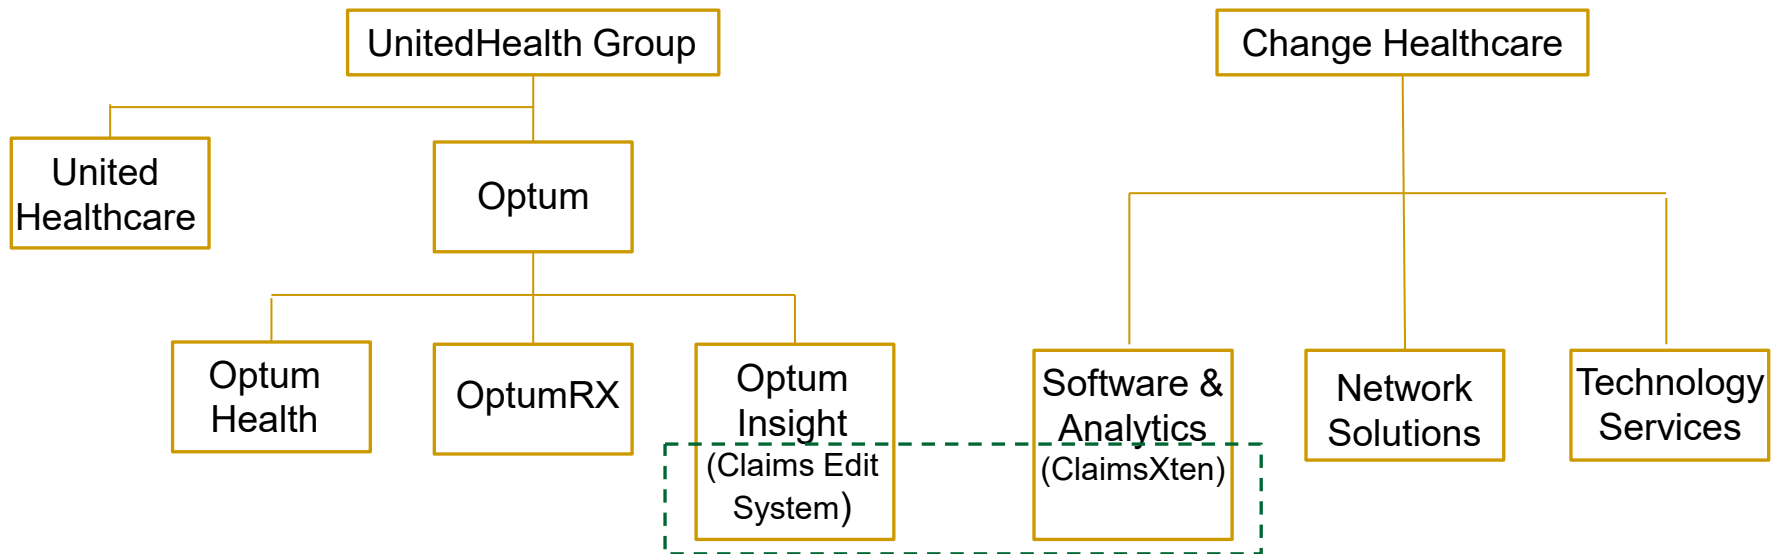 UnitedHealth Group
Change Healthcare
United
Healthcare
Optum
Optum
Health
OptumRX
Optum
Insight
(Claims Edit
System)
Software &
Analytics
(ClaimsXten)
Network
Solutions
Technology
Services